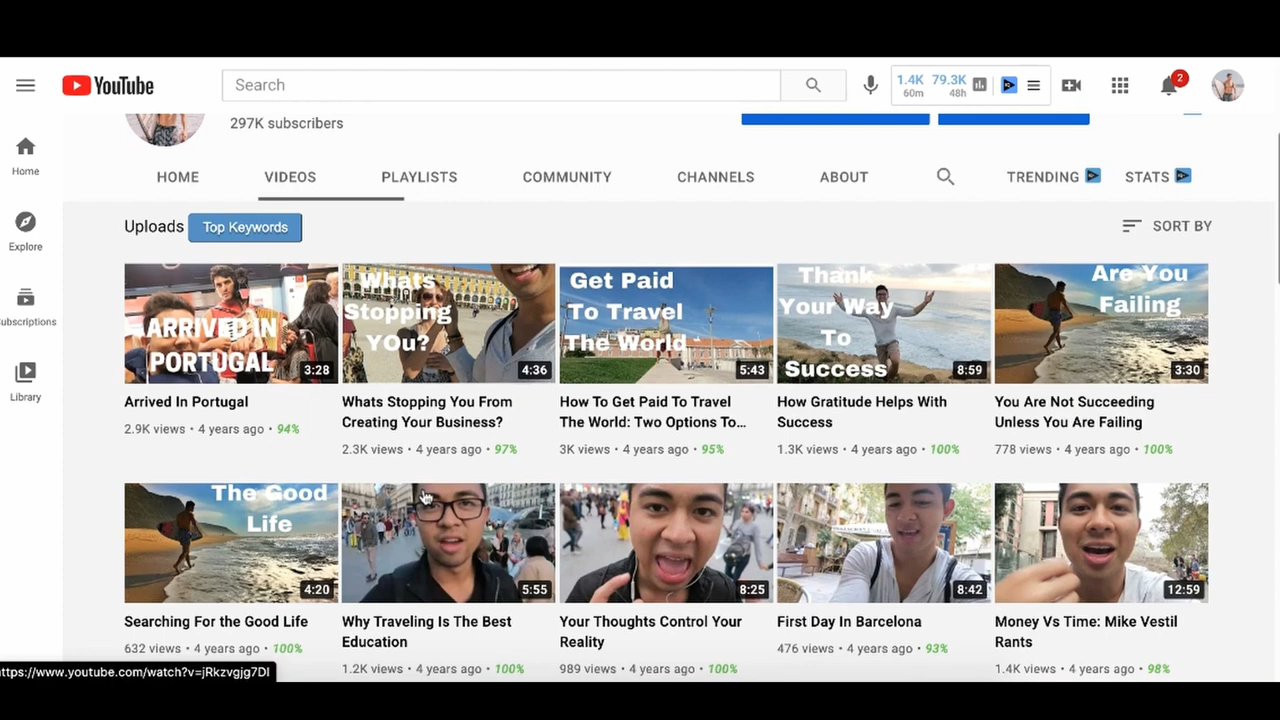 YouTube
Search
1.4K 79.3K
60m 48h
2
297K subscribers
Home
Explore
Subscriptions
Library
HOME VIDEOS PLAYLISTS COMMUNITY CHANNELS ABOUT TRENDING STATS
Uploads Top Keywords SORT BY
ARRIVED IN
PORTUGAL
3:28
Whats
Stopping
YOu?
4:36
Get Paid
To Travel
The World
5:43
Thank
Your Way
To
Success
8:59
Are You
Failing
3:30
Arrived In Portugal
2.9K views • 4 years ago • 94%
Whats Stopping You From
Creating Your Business?
2.3K views • 4 years ago • 97%
How To Get Paid To Travel
The World: Two Options To...
3K views • 4 years ago • 95%
How Gratitude Helps With
Success
1.3K views • 4 years ago • 100%
You Are Not Succeeding
Unless You Are Failing
778 views • 4 years ago • 100%
The Good
Life
4:20
5:55
8:25
8:42
12:59
Searching For the Good Life
632 views • 4 years ago • 100%
Why Traveling Is The Best
Education
1.2K views • 4 years ago • 100%
Your Thoughts Control Your
Reality
989 views • 4 years ago • 100%
First Day In Barcelona
476 views • 4 years ago • 93%
Money Vs Time: Mike Vestil
Rants
1.4K views • 4 years ago • 98%
https://www.youtube.com/watch?v=jRkzvgjg7DI